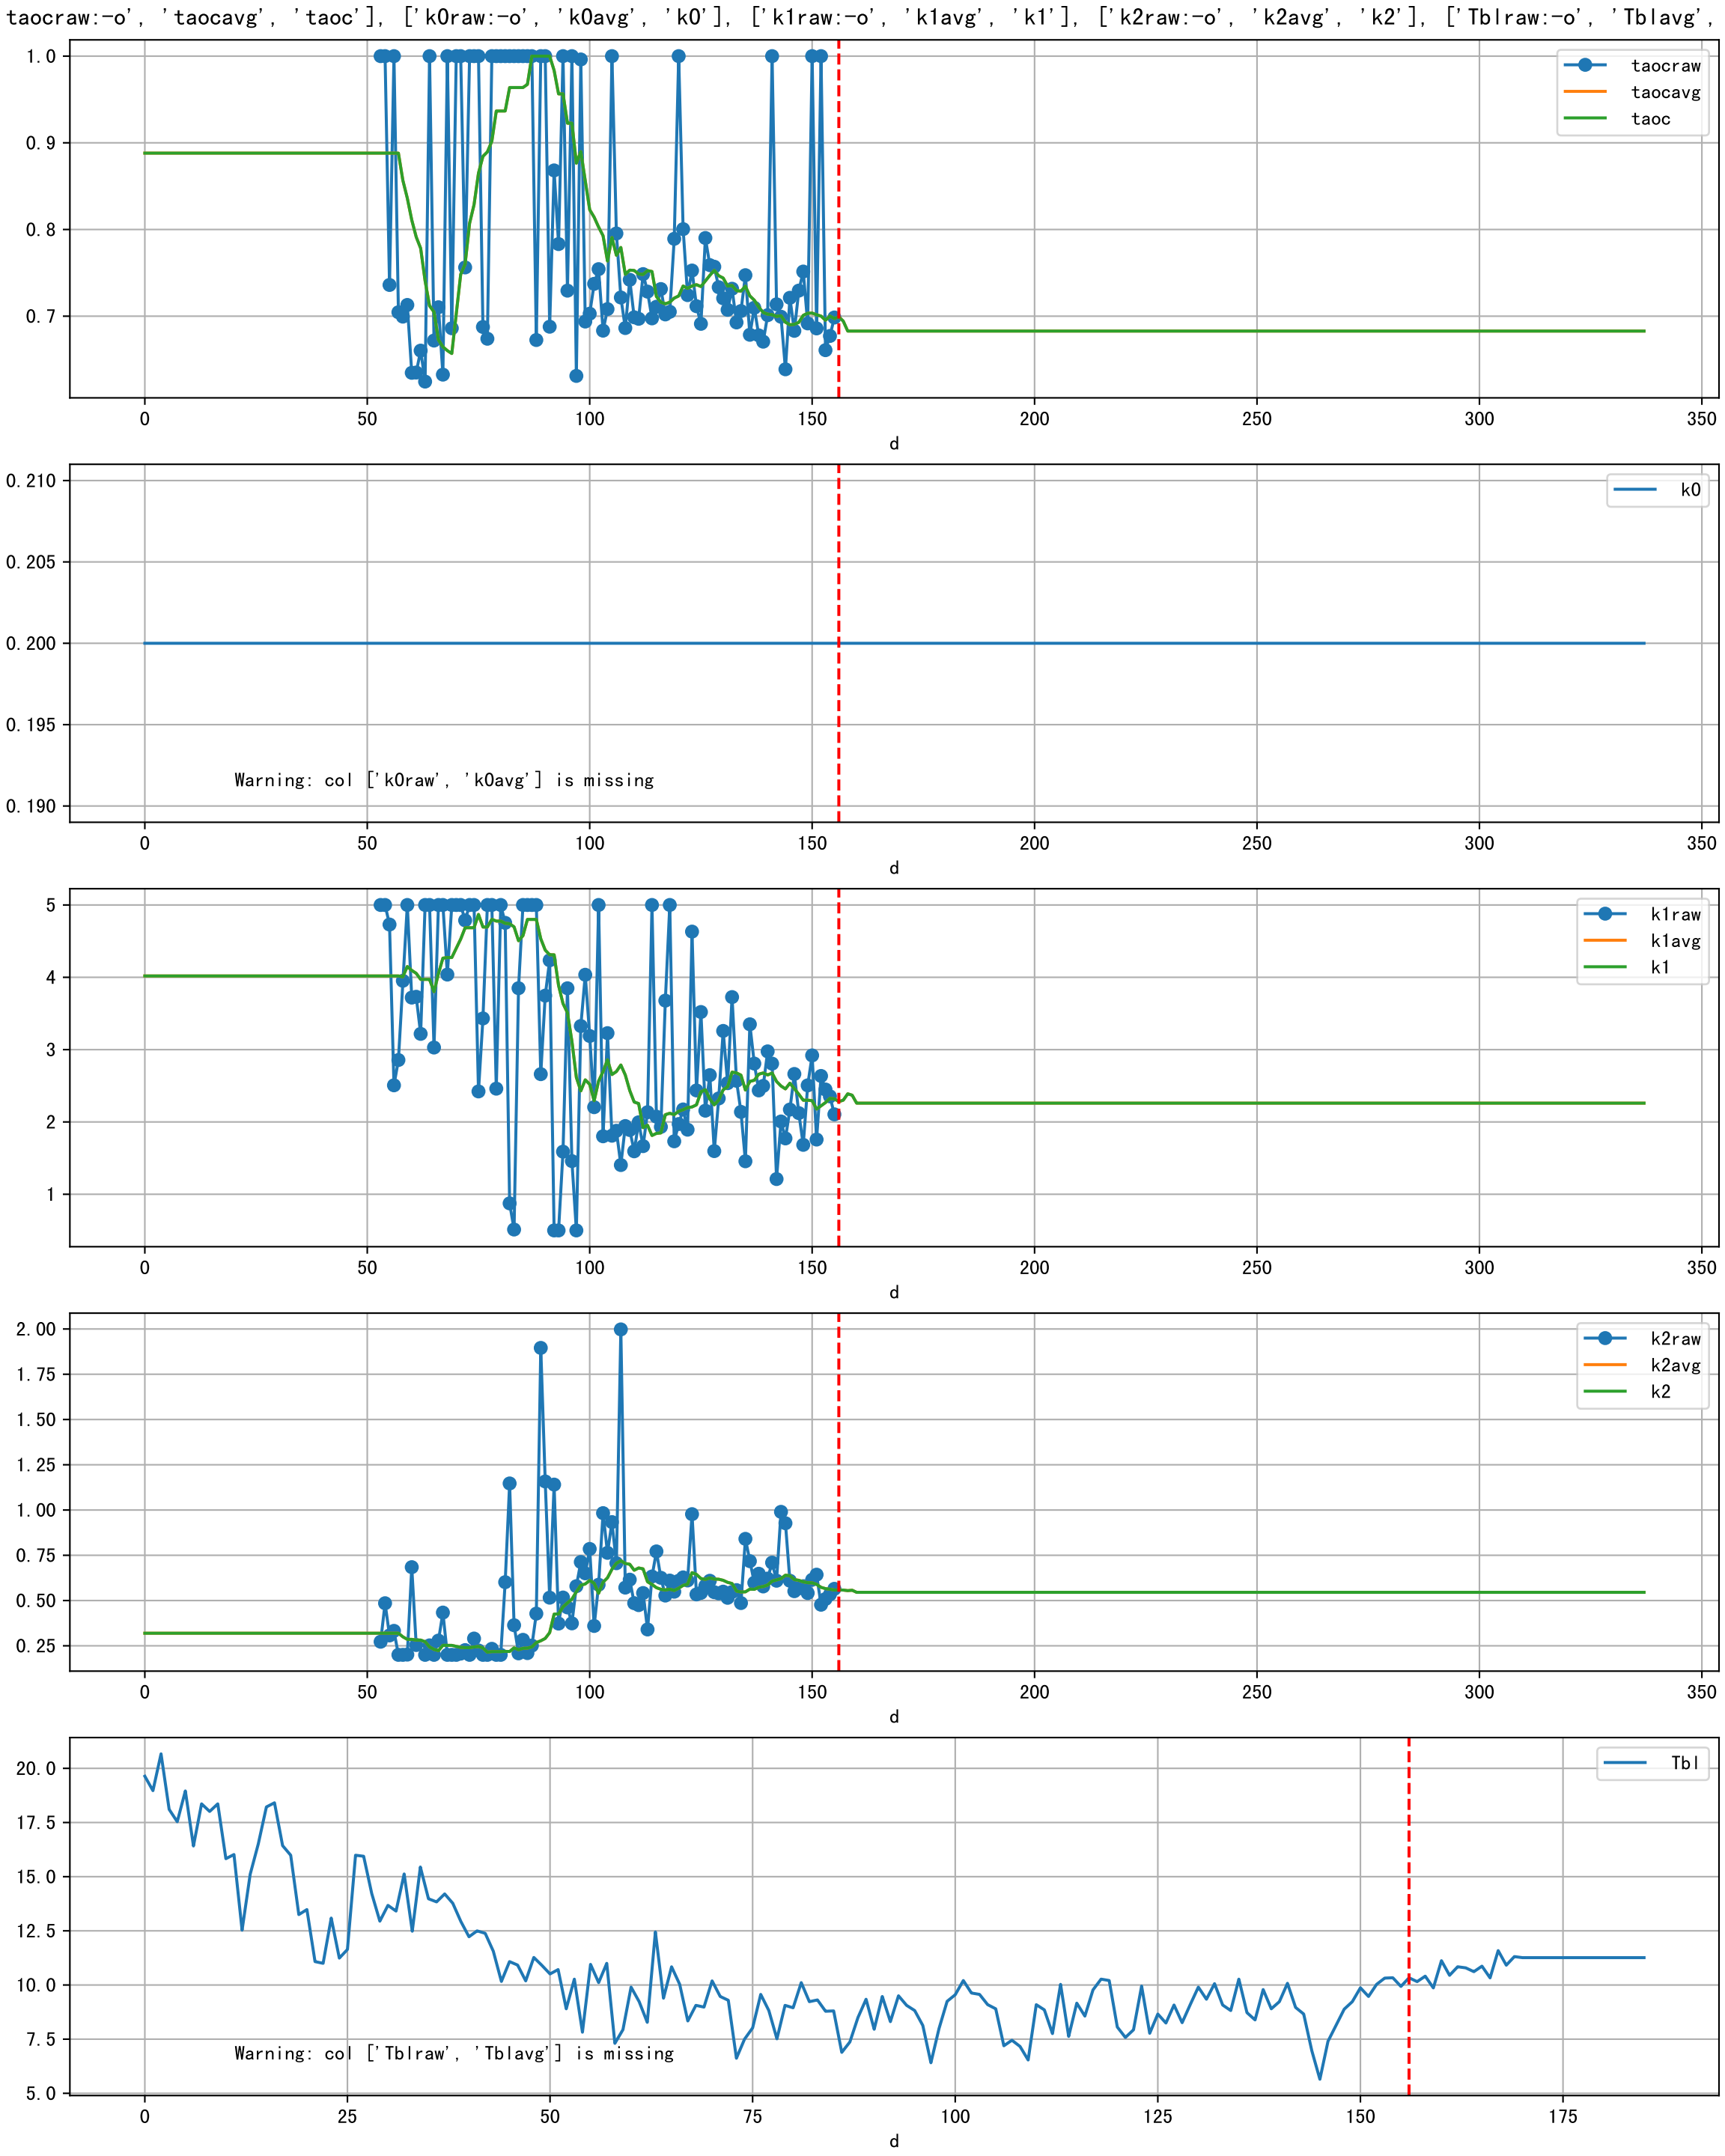 taocraw:-o', 'taocavg', 'taoc'], ['k0raw:-o', 'k0avg', 'k0'], ['k1raw:-o', 'k1avg', 'k1'], ['k2raw:-o', 'k2avg', 'k2'], ['Tblraw:-o', 'Tblavg',
1.0
0.9
0.8
0.7
taocraw
taocavg
taoc
0 50 100 150 200 250 300 350
d
0.210
0.205
0.200
0.195
0.190
k0
Warning: col ['k0raw', 'k0avg'] is missing
0 50 100 150 200 250 300 350
d
5
4
3
2
1
k1raw
k1avg
k1
0 50 100 150 200 250 300 350
d
2.00
1.75
1.50
1.25
1.00
0.75
0.50
0.25
k2raw
k2avg
k2
0 50 100 150 200 250 300 350
d
20.0
17.5
15.0
12.5
10.0
7.5
5.0
Tbl
Warning: col ['Tblraw', 'Tblavg'] is missing
0 25 50 75 100 125 150 175
d